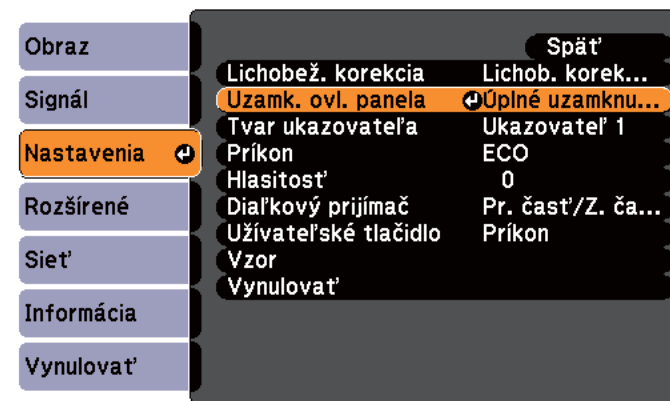 Obraz
Signál
Nastavenia
Rozšírené
Sieť
Informácia
Vynulovať
Späť
Lichobež. korekcia Lichob. korek...
Uzamk. ovl. panela Úplné uzamknu...
Tvar ukazovateľa Ukazovateľ 1
Príkon ECO
Hlasitosť 0
Diaľkový prijímač Pr. časť/Z. ča...
Užívateľské tlačidlo Príkon
Vzor
Vynulovať